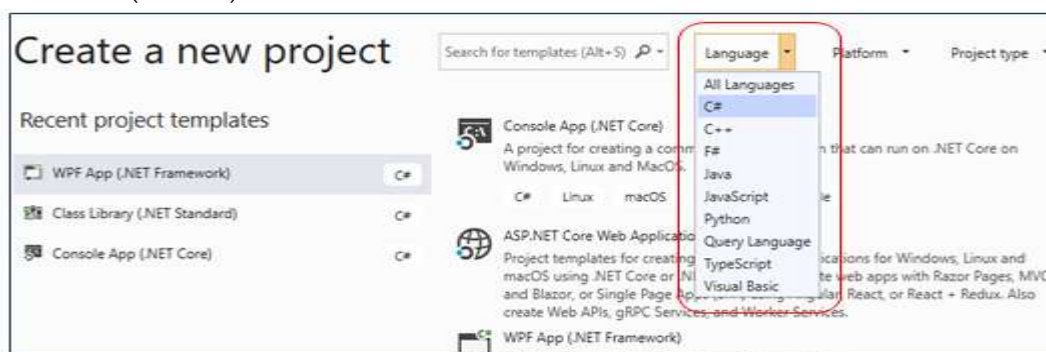 Create a new project
Search for templates (Alt+S)
Language
Platform
Project type
All Languages
C#
C++
F#
Java
JavaScript
Python
Query Language
TypeScript
Visual Basic
Recent project templates
WPF App (.NET Framework) C#
Class Library (.NET Standard) C#
Console App (.NET Core) C#
Console App (.NET Core)
A project for creating a comm n that can run on .NET Core on
Windows, Linux and MacOS.
C# Linux macOS le
ASP.NET Core Web Applicatio
Project templates for creating ications for Windows, Linux and
macOS using .NET Core or .N te web apps with Razor Pages, MVC
and Blazor, or Single Page React, or React + Redux. Also
create Web APIs, gRPC Services, and Worker Services.
WPF App (.NET Framework)